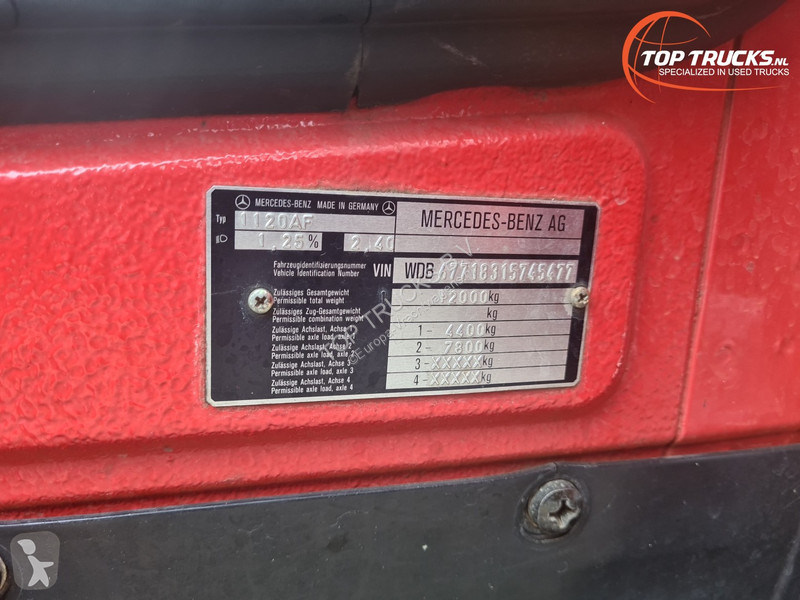 TOP TRUCKS.NL
SPECIALIZED IN USED TRUCKS
MERCEDES-BENZ MADE IN GERMANY
Typ 1120AF MERCEDES-BENZ AG
1,25% 2,40
Fahrzeugidentifizierungsnummer
Vehicle Identification Number VIN WDB 67718315745477
Zulässiges Gesamtgewicht
Permissible total weight 12000 kg
Zulässiges Zug-Gesamtgewicht
Permissible combination weight kg
Zulässige Achslast, Achse 1
Permissible axle load, axle 1 1- 4400 kg
Zulässige Achslast, Achse 2
Permissible axle load, axle 2 2- 7800 kg
Zulässige Achslast, Achse 3
Permissible axle load, axle 3 3-XXXXX kg
Zulässige Achslast, Achse 4
Permissible axle load, axle 4 4-XXXXX kg